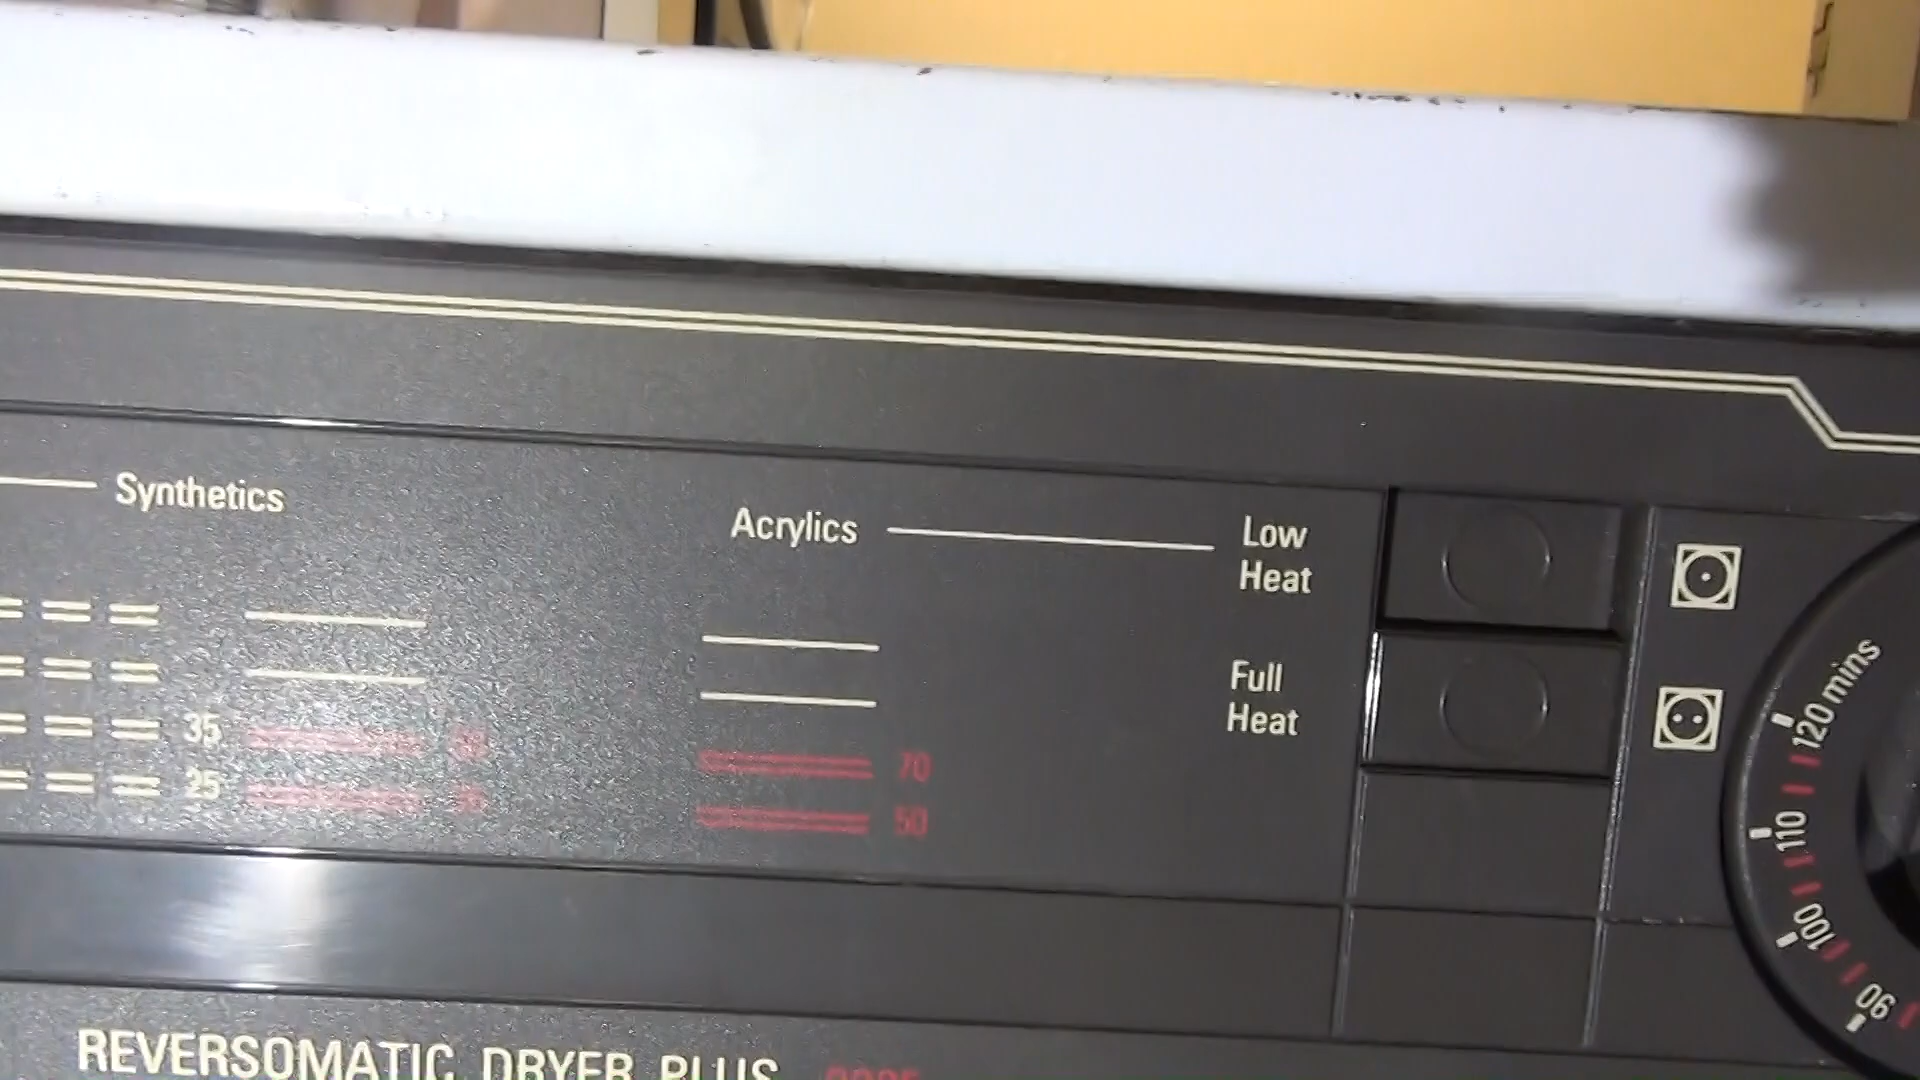 Synthetics
Acrylics
Low
Heat
Full
Heat
35
25
70
50
120 mins
110
100
90
REVERSOMATIC DRYER PLUS